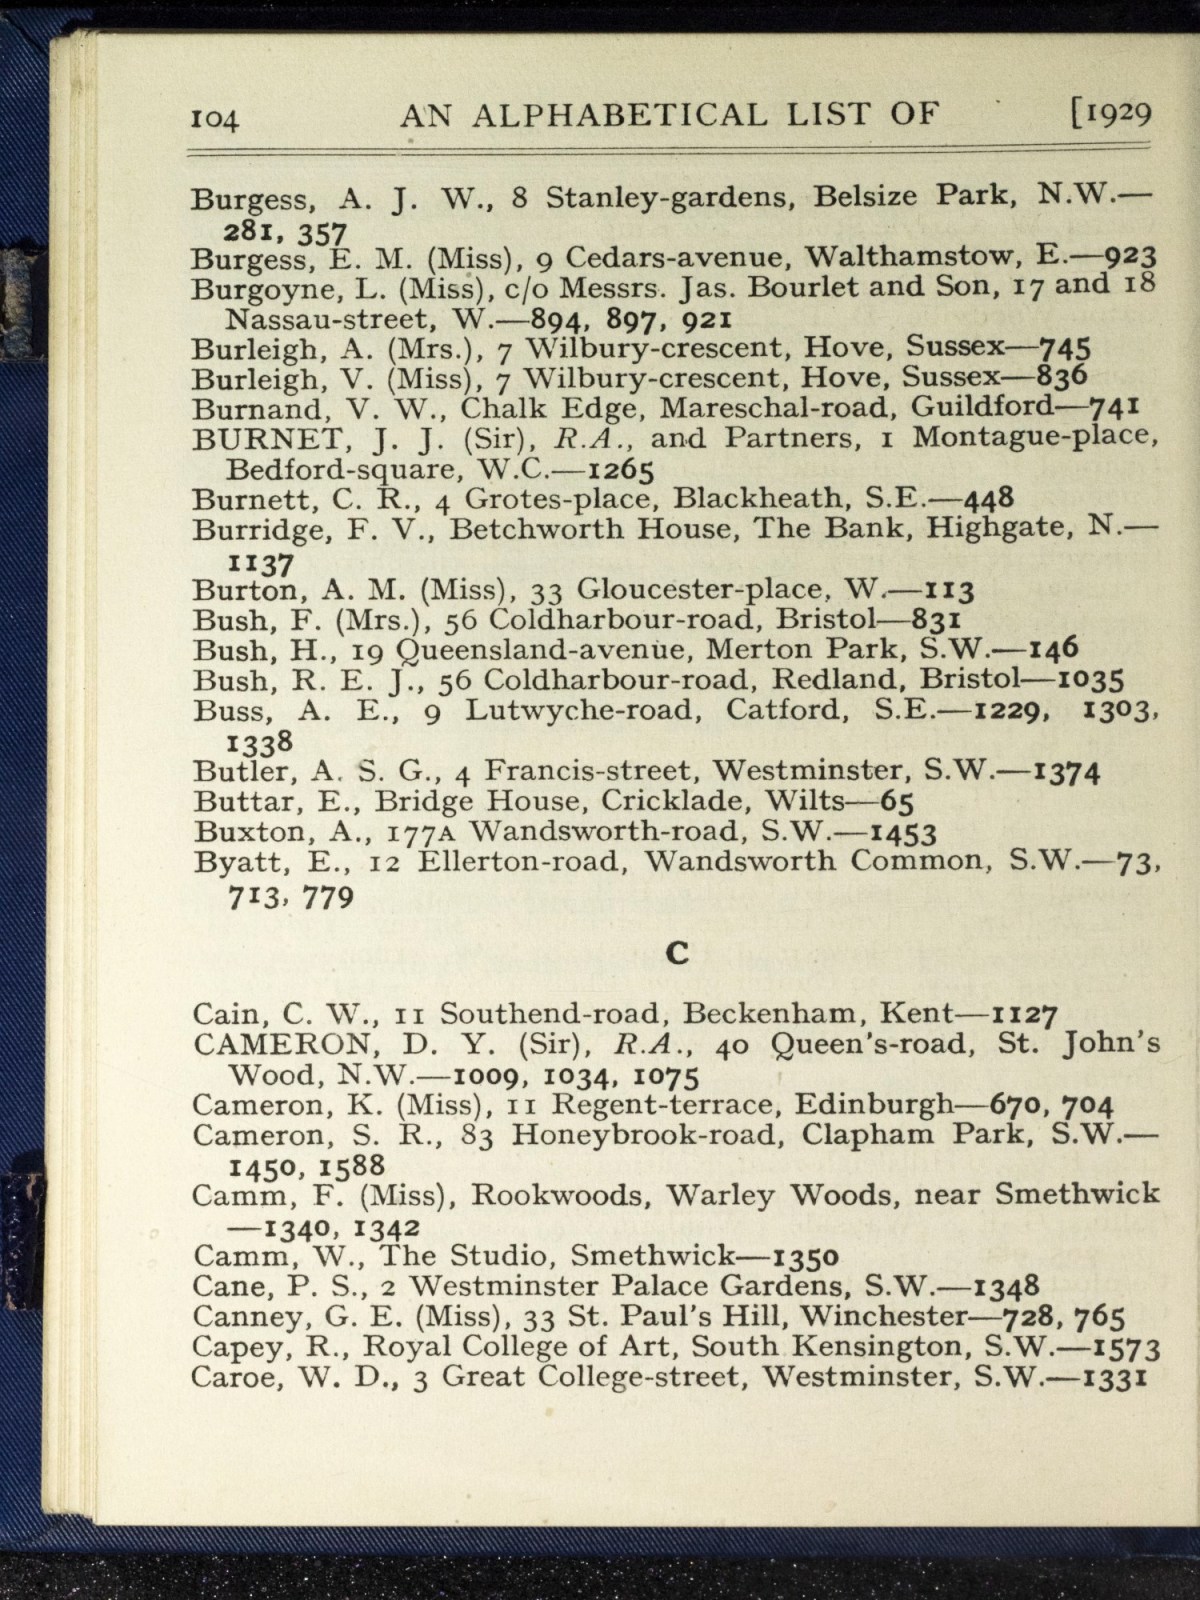 104 AN ALPHABETICAL LIST OF [1929
Burgess, A. J. W., 8 Stanley-gardens, Belsize Park, N.W.—
281, 357
Burgess, E. M. (Miss), 9 Cedars-avenue, Walthamstow, E.—923
Burgoyne, L. (Miss), c/o Messrs. Jas. Bourlet and Son, 17 and 18
Nassau-street, W.—894, 897, 921
Burleigh, A. (Mrs.), 7 Wilbury-crescent, Hove, Sussex—745
Burleigh, V. (Miss), 7 Wilbury-crescent, Hove, Sussex—836
Burnand, V. W., Chalk Edge, Mareschal-road, Guildford—741
BURNET, J. J. (Sir), R.A., and Partners, 1 Montague-place,
Bedford-square, W.C.—1265
Burnett, C. R., 4 Grotes-place, Blackheath, S.E.—448
Burridge, F. V., Betchworth House, The Bank, Highgate, N.—
1137
Burton, A. M. (Miss), 33 Gloucester-place, W.—113
Bush, F. (Mrs.), 56 Coldharbour-road, Bristol—831
Bush, H., 19 Queensland-avenue, Merton Park, S.W.—146
Bush, R. E. J., 56 Coldharbour-road, Redland, Bristol—1035
Buss, A. E., 9 Lutwyche-road, Catford, S.E.—1229, 1303,
1338
Butler, A. S. G., 4 Francis-street, Westminster, S.W.—1374
Buttar, E., Bridge House, Cricklade, Wilts—65
Buxton, A., 177A Wandsworth-road, S.W.—1453
Byatt, E., 12 Ellerton-road, Wandsworth Common, S.W.—73,
713, 779
C
Cain, C. W., 11 Southend-road, Beckenham, Kent—1127
CAMERON, D. Y. (Sir), R.A., 40 Queen's-road, St. John's
Wood, N.W.—1009, 1034, 1075
Cameron, K. (Miss), 11 Regent-terrace, Edinburgh—670, 704
Cameron, S. R., 83 Honeybrook-road, Clapham Park, S.W.—
1450, 1588
Camm, F. (Miss), Rookwoods, Warley Woods, near Smethwick
—1340, 1342
Camm, W., The Studio, Smethwick—1350
Cane, P. S., 2 Westminster Palace Gardens, S.W.—1348
Canney, G. E. (Miss), 33 St. Paul's Hill, Winchester—728, 765
Capey, R., Royal College of Art, South Kensington, S.W.—1573
Caroe, W. D., 3 Great College-street, Westminster, S.W.—1331